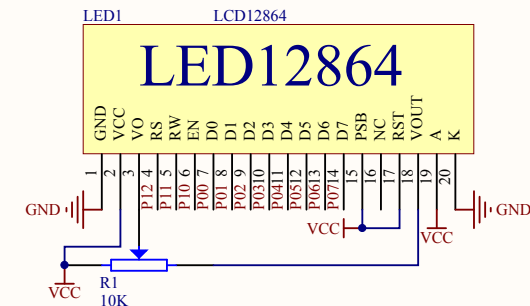 LED1 LCD12864
LED12864
GND VCC VO RS RW EN D0 D1 D2 D3 D4 D5 D6 D7 PSB NC RST VOUT A K
1 2 3 4 5 6 7 8 9 10 11 12 13 14 15 16 17 18 19 20
P12 P11 P10 P00 P01 P02 P03 P04 P05 P06 P07
GND GND
VCC VCC
R1 VCC
10K